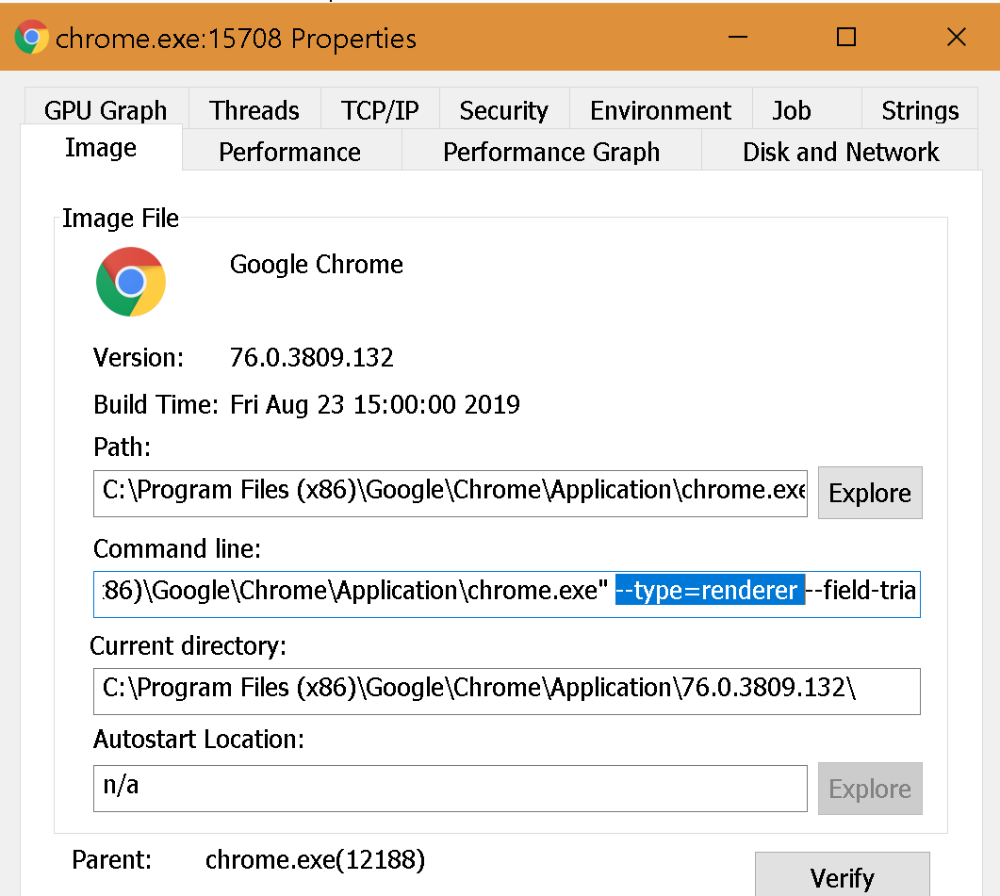 chrome.exe:15708 Properties
GPU Graph Threads TCP/IP Security Environment Job Strings
Image Performance Performance Graph Disk and Network
Image File
Google Chrome
Version: 76.0.3809.132
Build Time: Fri Aug 23 15:00:00 2019
Path:
C:\Program Files (x86)\Google\Chrome\Application\chrome.exe Explore
Command line:
86)\Google\Chrome\Application\chrome.exe" --type=renderer --field-tria
Current directory:
C:\Program Files (x86)\Google\Chrome\Application\76.0.3809.132\
Autostart Location:
n/a Explore
Parent: chrome.exe(12188)
Verify